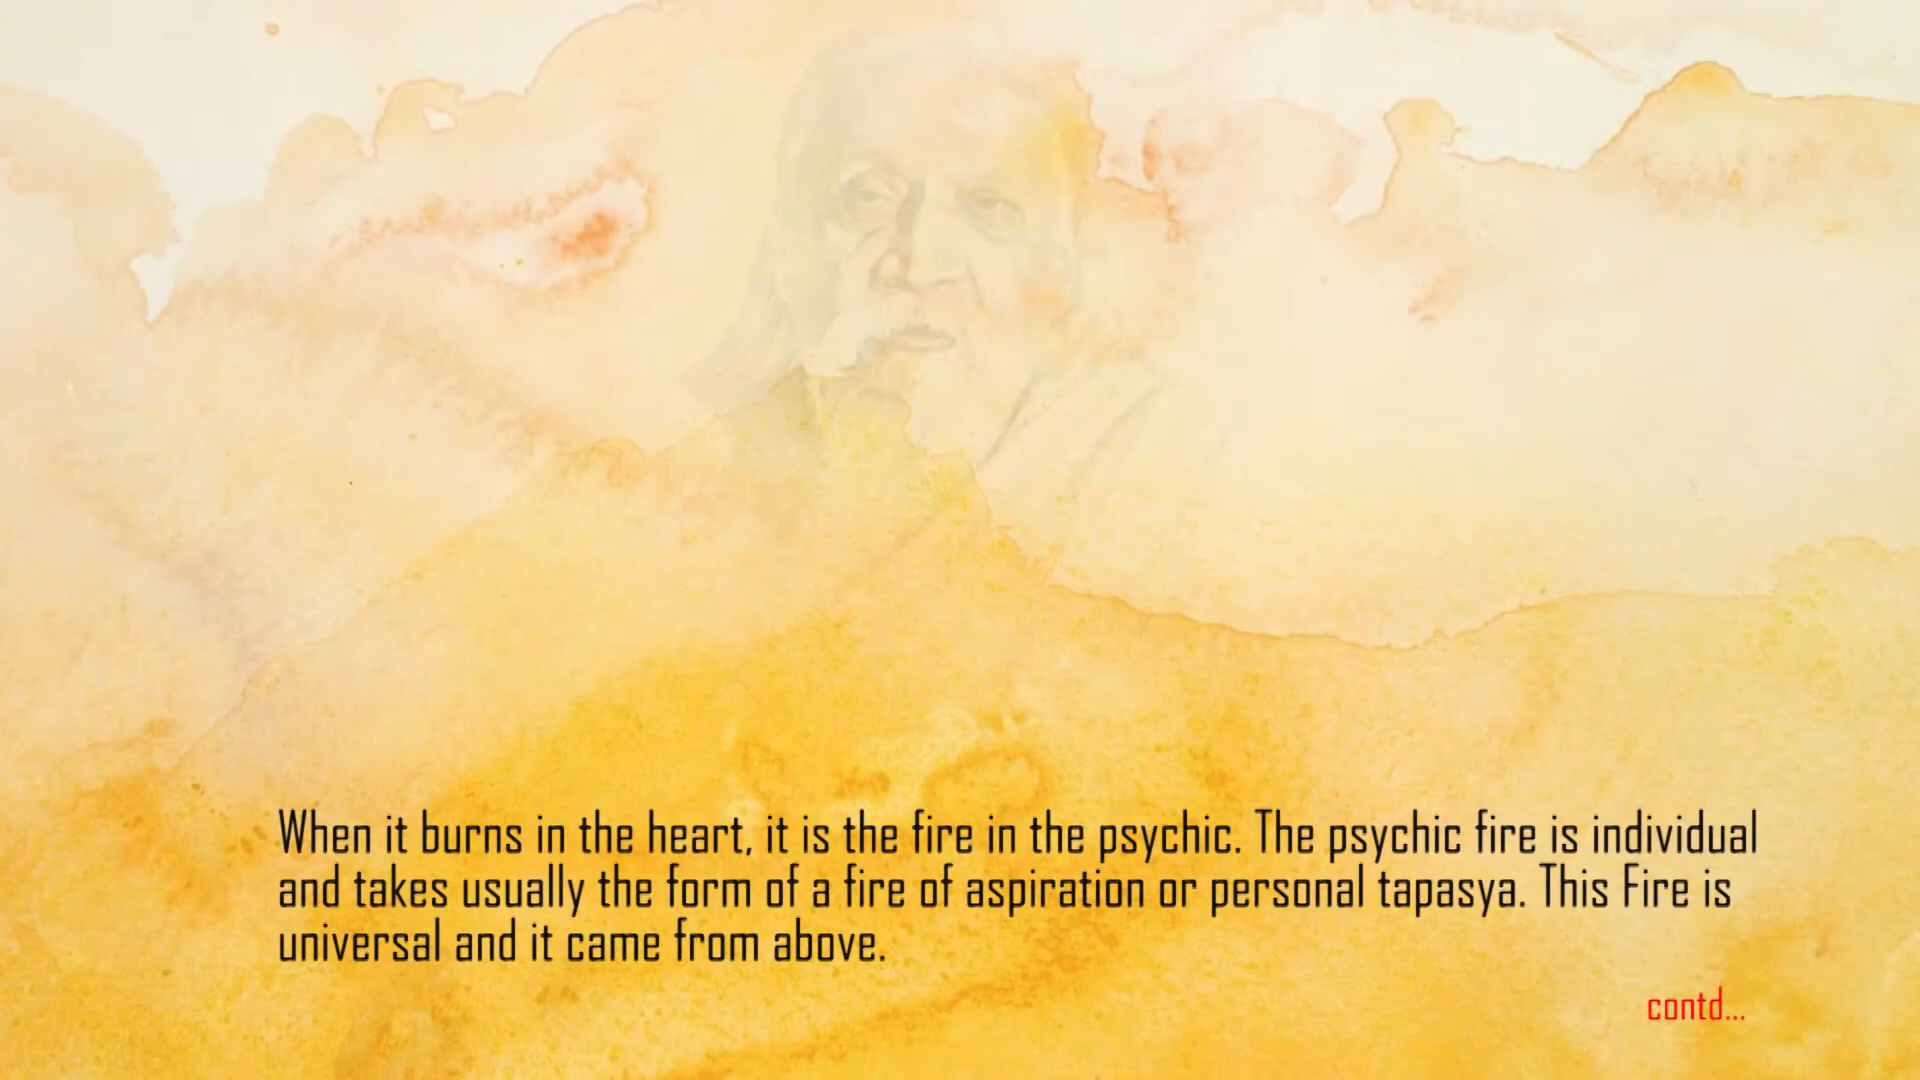 When it burns in the heart, it is the fire in the psychic. The psychic fire is individual
and takes usually the form of a fire of aspiration or personal tapasya. This Fire is
universal and it came from above.
contd...